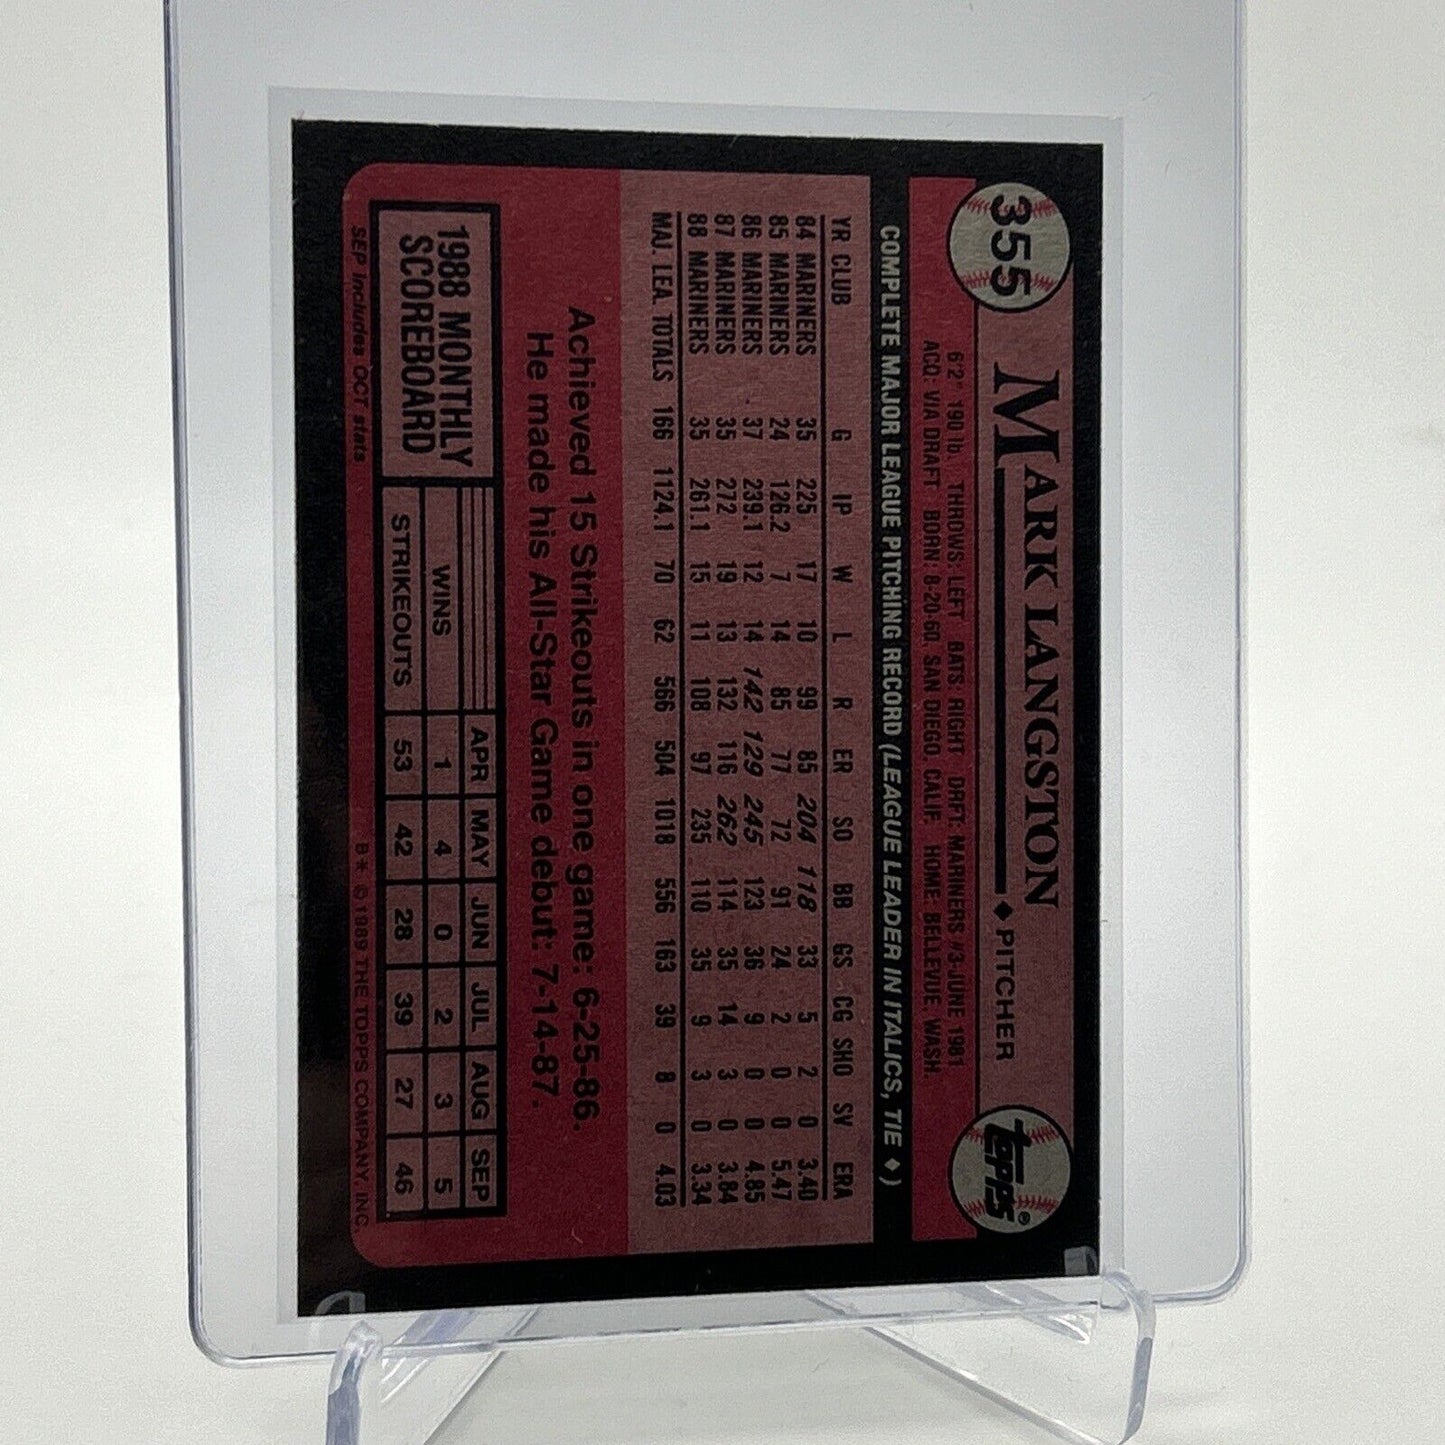 355
MARK LANGSTON ♦ PITCHER
topps®
6'2" 190 lb. THROWS: LEFT BATS: RIGHT DRFT: MARINERS #3-JUNE 1981
ACQ: VIA DRAFT BORN: 8-20-60, SAN DIEGO, CALIF. HOME: BELLEVUE, WASH.
COMPLETE MAJOR LEAGUE PITCHING RECORD (LEAGUE LEADER IN ITALICS, TIE ♦)
YR CLUB G IP W L R ER SO BB GS CG SHO SV ERA
84 MARINERS 35 225 17 10 99 85 204 118 33 5 2 0 3.40
85 MARINERS 24 126.2 7 14 85 77 72 91 24 2 0 0 5.47
86 MARINERS 37 239.1 12 14 142 129 245 123 36 9 0 0 4.85
87 MARINERS 35 272 19 13 132 116 262 114 35 14 3 0 3.84
88 MARINERS 35 261.1 15 11 108 97 235 110 35 9 3 0 3.34
MAJ. LEA. TOTALS 166 1124.1 70 62 566 504 1018 556 163 39 8 0 4.03
Achieved 15 Strikeouts in one game: 6-25-86.
He made his All-Star Game debut: 7-14-87.
1988 MONTHLY
SCOREBOARD
APR MAY JUN JUL AUG SEP
WINS 1 4 0 2 3 5
STRIKEOUTS 53 42 28 39 27 46
SEP includes OCT stats
B* © 1989 THE TOPPS COMPANY, INC.